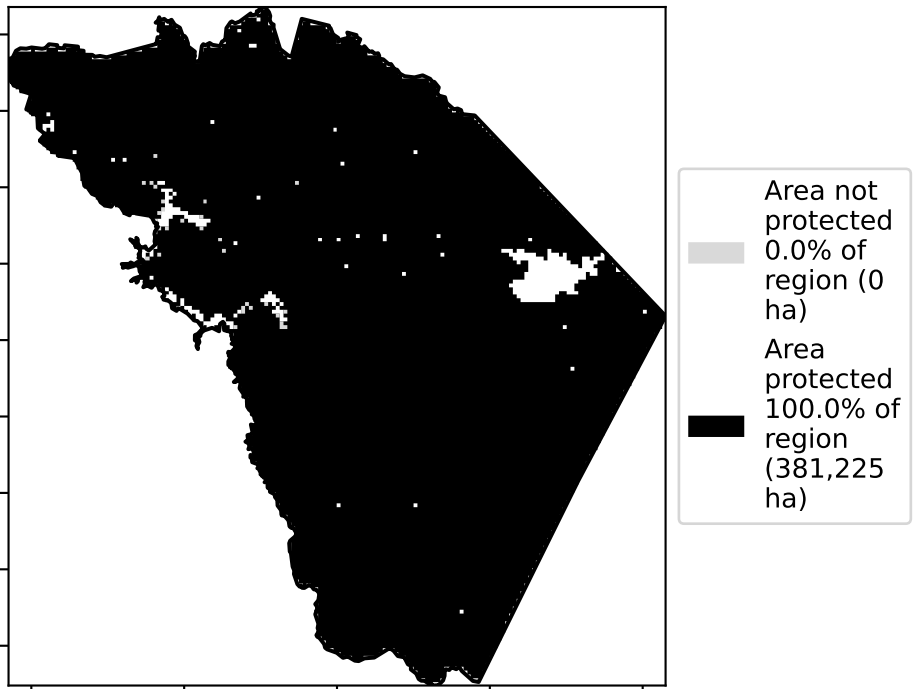 Area not
protected
0.0% of
region (0
ha)
Area
protected
100.0% of
region
(381,225
ha)